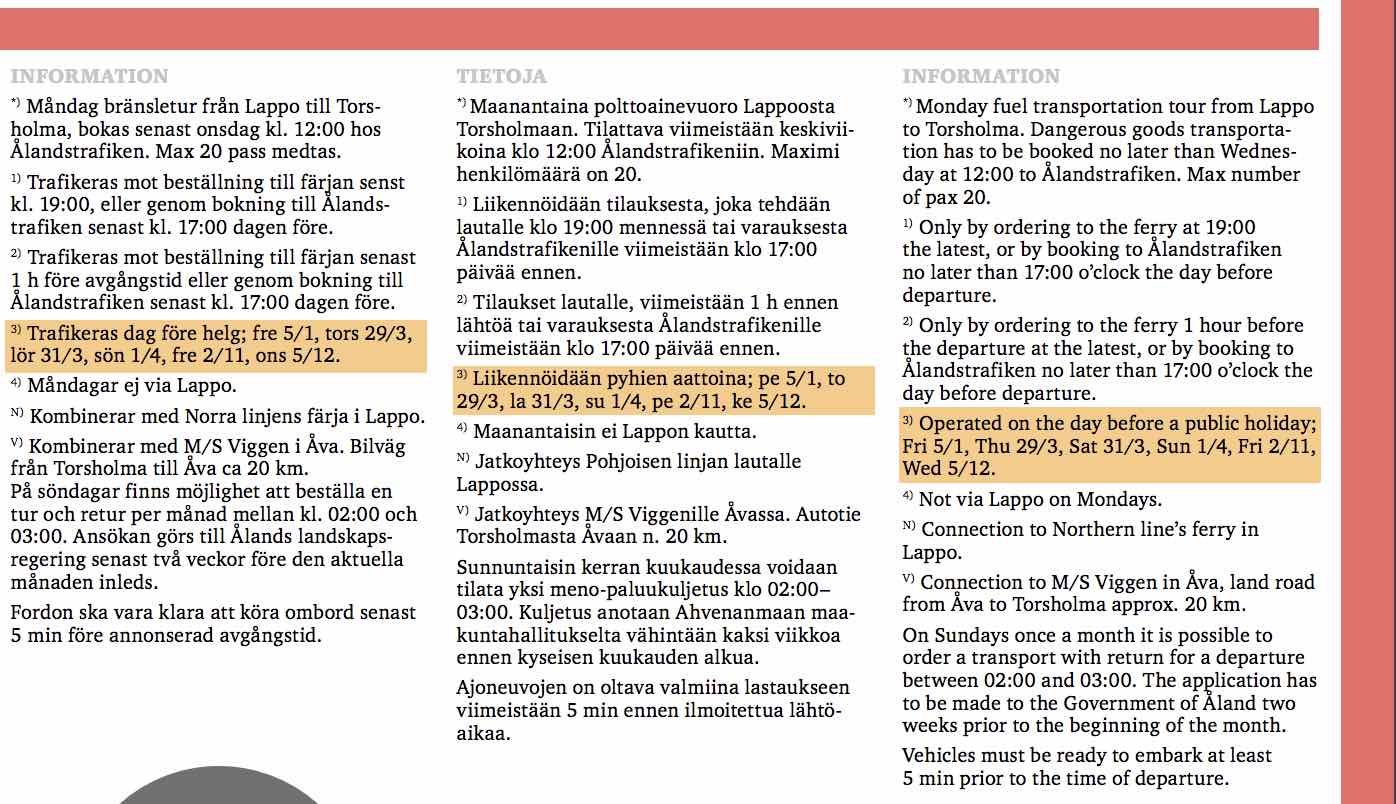 INFORMATION
*) Måndag bränsletur från Lappo till Tors-
holma, bokas senast onsdag kl. 12:00 hos
Ålandstrafiken. Max 20 pass medtas.
1) Trafikeras mot beställning till färjan senst
kl. 19:00, eller genom bokning till Ålands-
trafiken senast kl. 17:00 dagen före.
2) Trafikeras mot beställning till färjan senast
1 h före avgångstid eller genom bokning till
Ålandstrafiken senast kl. 17:00 dagen före.
3) Trafikeras dag före helg; fre 5/1, tors 29/3,
lör 31/3, sön 1/4, fre 2/11, ons 5/12.
4) Måndagar ej via Lappo.
N) Kombinerar med Norra linjens färja i Lappo.
V) Kombinerar med M/S Viggen i Åva. Bilväg
från Torsholma till Åva ca 20 km.
På söndagar finns möjlighet att beställa en
tur och retur per månad mellan kl. 02:00 och
03:00. Ansökan görs till Ålands landskaps-
regering senast två veckor före den aktuella
månaden inleds.
Fordon ska vara klara att köra ombord senast
5 min före annonserad avgångstid.
TIETOJA
*) Maanantaina polttoainevuoro Lappoosta
Torsholmaan. Tilattava viimeistään keskivii-
koina klo 12:00 Ålandstrafikeniin. Maximi
henkilömäärä on 20.
1) Liikennöidään tilauksesta, joka tehdään
lautalle klo 19:00 mennessä tai varauksesta
Ålandstrafikenille viimeistään klo 17:00
päivää ennen.
2) Tilaukset lautalle, viimeistään 1 h ennen
lähtöä tai varauksesta Ålandstrafikenille
viimeistään klo 17:00 päivää ennen.
3) Liikennöidään pyhien aattoina; pe 5/1, to
29/3, la 31/3, su 1/4, pe 2/11, ke 5/12.
4) Maanantaisin ei Lappon kautta.
N) Jatkoyhteys Pohjoisen linjan lautalle
Lappossa.
V) Jatkoyhteys M/S Viggenille Åvassa. Autotie
Torsholmasta Åvaan n. 20 km.
Sunnuntaisin kerran kuukaudessa voidaan
tilata yksi meno-paluukuljetus klo 02:00–
03:00. Kuljetus anotaan Ahvenanmaan maa-
kuntahallitukselta vähintään kaksi viikkoa
ennen kyseisen kuukauden alkua.
Ajoneuvojen on oltava valmiina lastaukseen
viimeistään 5 min ennen ilmoitettua lähtö-
aikaa.
INFORMATION
*) Monday fuel transportation tour from Lappo
to Torsholma. Dangerous goods transporta-
tion has to be booked no later than Wednes-
day at 12:00 to Ålandstrafiken. Max number
of pax 20.
1) Only by ordering to the ferry at 19:00
the latest, or by booking to Ålandstrafiken
no later than 17:00 o’clock the day before
departure.
2) Only by ordering to the ferry 1 hour before
the departure at the latest, or by booking to
Ålandstrafiken no later than 17:00 o’clock the
day before departure.
3) Operated on the day before a public holiday;
Fri 5/1, Thu 29/3, Sat 31/3, Sun 1/4, Fri 2/11,
Wed 5/12.
4) Not via Lappo on Mondays.
N) Connection to Northern line’s ferry in
Lappo.
V) Connection to M/S Viggen in Åva, land road
from Åva to Torsholma approx. 20 km.
On Sundays once a month it is possible to
order a transport with return for a departure
between 02:00 and 03:00. The application has
to be made to the Government of Åland two
weeks prior to the beginning of the month.
Vehicles must be ready to embark at least
5 min prior to the time of departure.